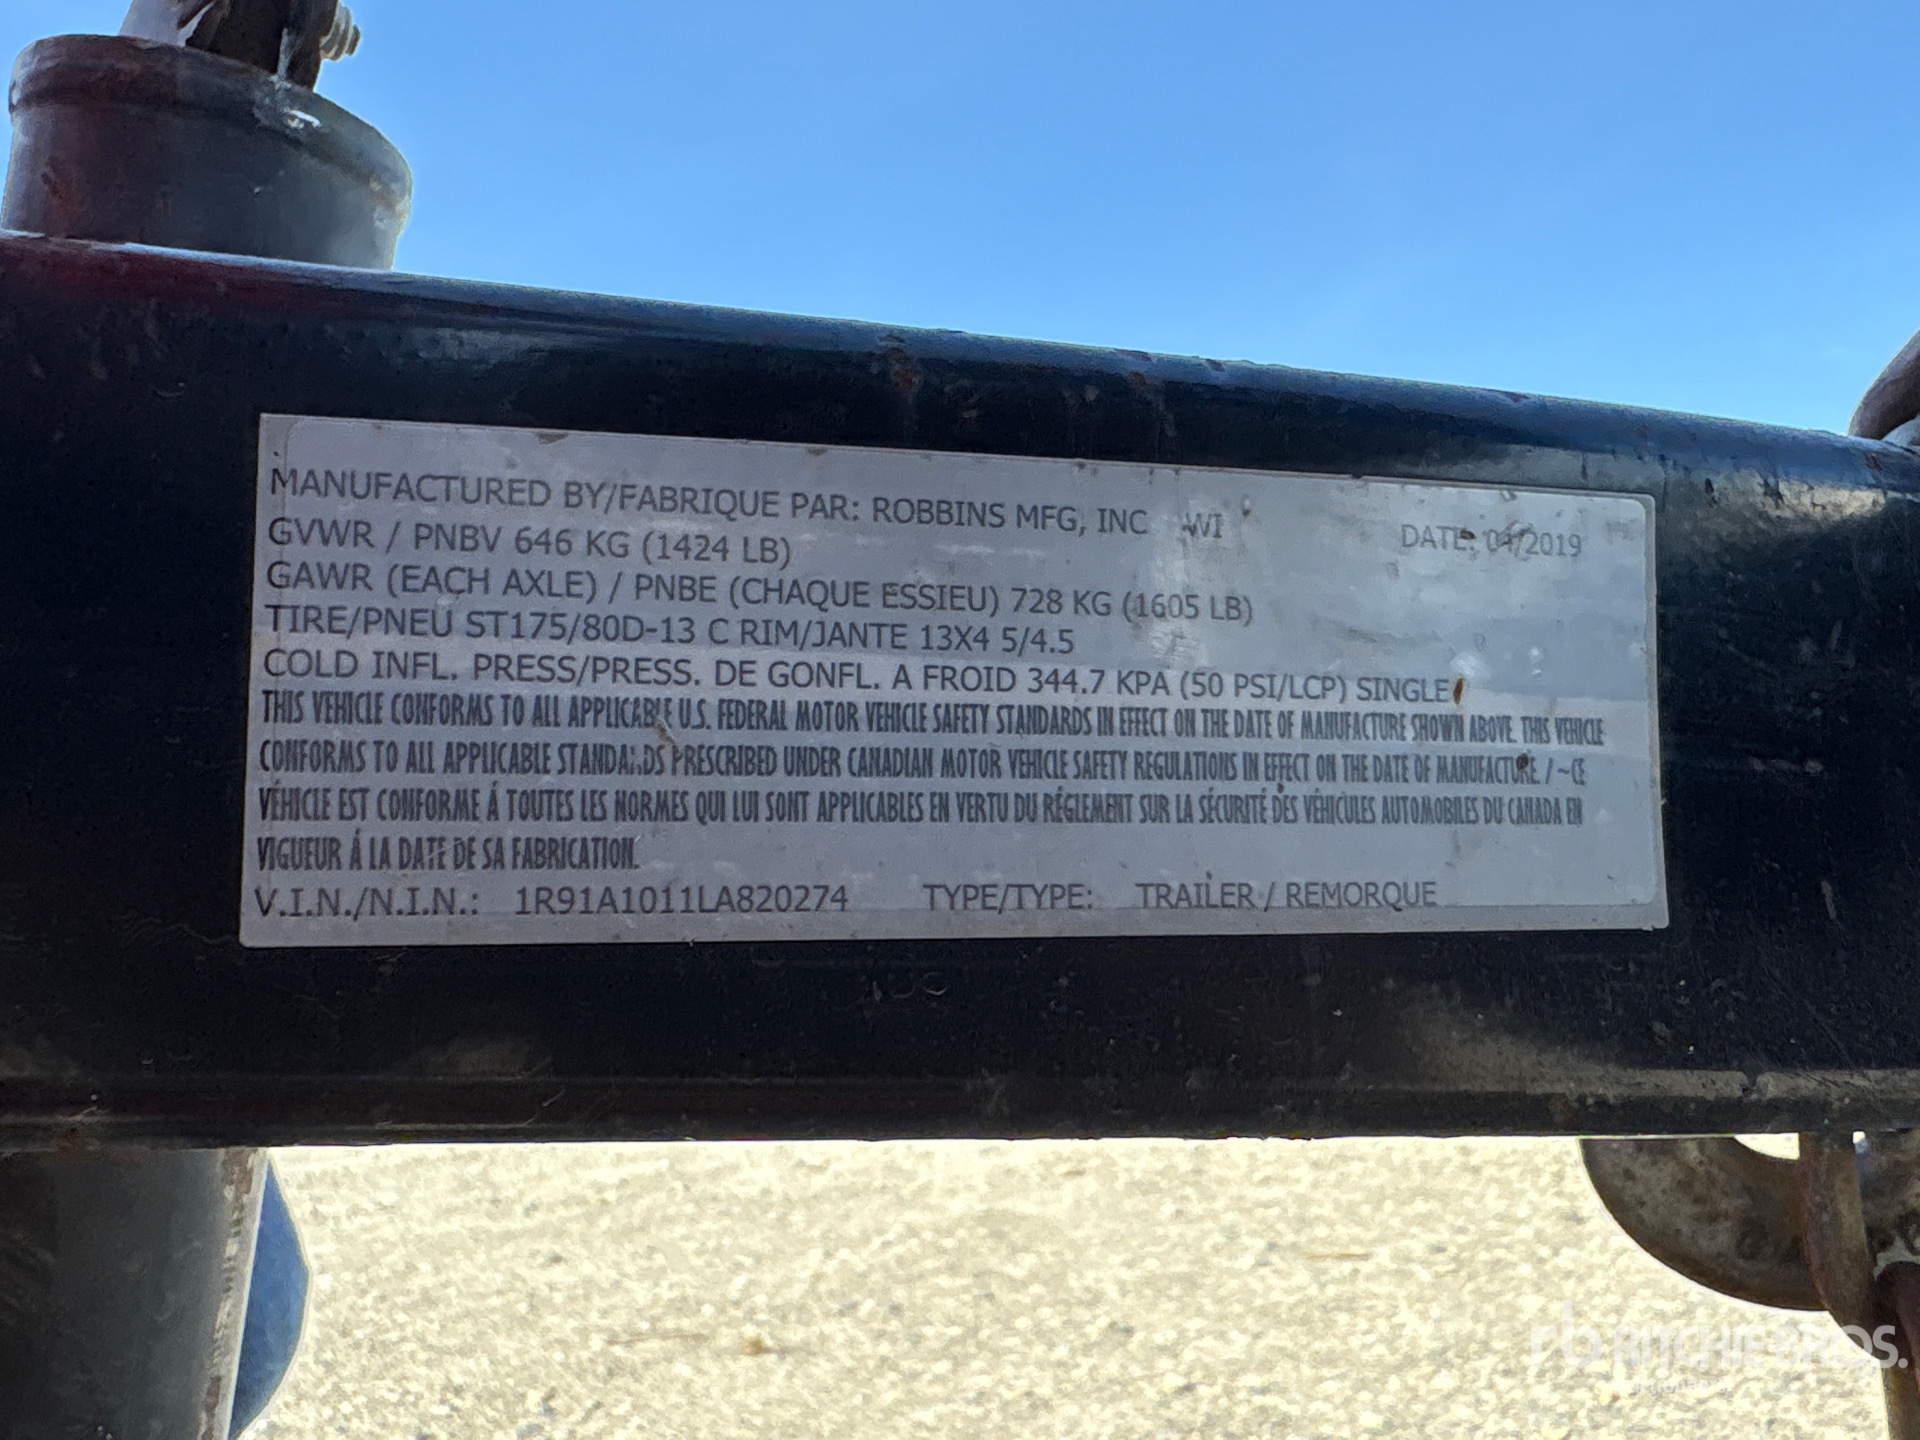 MANUFACTURED BY/FABRIQUE PAR: ROBBINS MFG, INC WI DATE: 04/2019
GVWR / PNBV 646 KG (1424 LB)
GAWR (EACH AXLE) / PNBE (CHAQUE ESSIEU) 728 KG (1605 LB)
TIRE/PNEU ST175/80D-13 C RIM/JANTE 13X4 5/4.5
COLD INFL. PRESS/PRESS. DE GONFL. A FROID 344.7 KPA (50 PSI/LCP) SINGLE
THIS VEHICLE CONFORMS TO ALL APPLICABLE U.S. FEDERAL MOTOR VEHICLE SAFETY STANDARDS IN EFFECT ON THE DATE OF MANUFACTURE SHOWN ABOVE. THIS VEHICLE
CONFORMS TO ALL APPLICABLE STANDARDS PRESCRIBED UNDER CANADIAN MOTOR VEHICLE SAFETY REGULATIONS IN EFFECT ON THE DATE OF MANUFACTURE. / ~CE
VÉHICLE EST CONFORME Á TOUTES LES NORMES QUI LUI SONT APPLICABLES EN VERTU DU RÉGLEMENT SUR LA SÉCURITÉ DES VÉHICULES AUTOMOBILES DU CANADA EN
VIGUEUR Á LA DATE DE SA FABRICATION.
V.I.N./N.I.N.: 1R91A1011LA820274 TYPE/TYPE: TRAILER / REMORQUE
rb RITCHIE BROS.